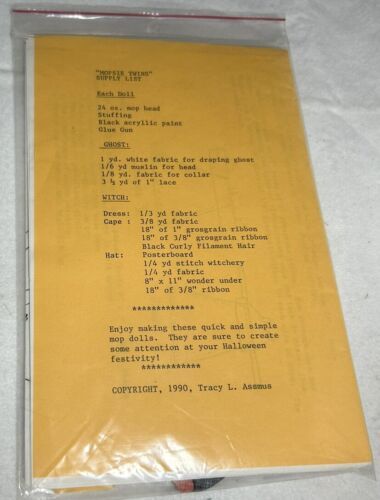 "MOPSIE TWINS"
SUPPLY LIST
Each Doll
24 oz. mop head
Stuffing
Black acryllic paint
Glue Gun
GHOST:
1 yd. white fabric for draping ghost
1/6 yd muslin for head
1/8 yd. fabric for collar
3 ½ yd of 1" lace
WITCH:
Dress: 1/3 yd fabric
Cape : 3/8 yd fabric
18" of 1" grosgrain ribbon
18" of 3/8" grosgrain ribbon
Black Curly Filament Hair
Hat: Posterboard
1/4 yd stitch witchery
1/4 yd fabric
8" x 11" wonder under
18" of 3/8" ribbon
*************
Enjoy making these quick and simple
mop dolls. They are sure to create
some attention at your Halloween
festivity!
************
COPYRIGHT, 1990, Tracy L. Assmus